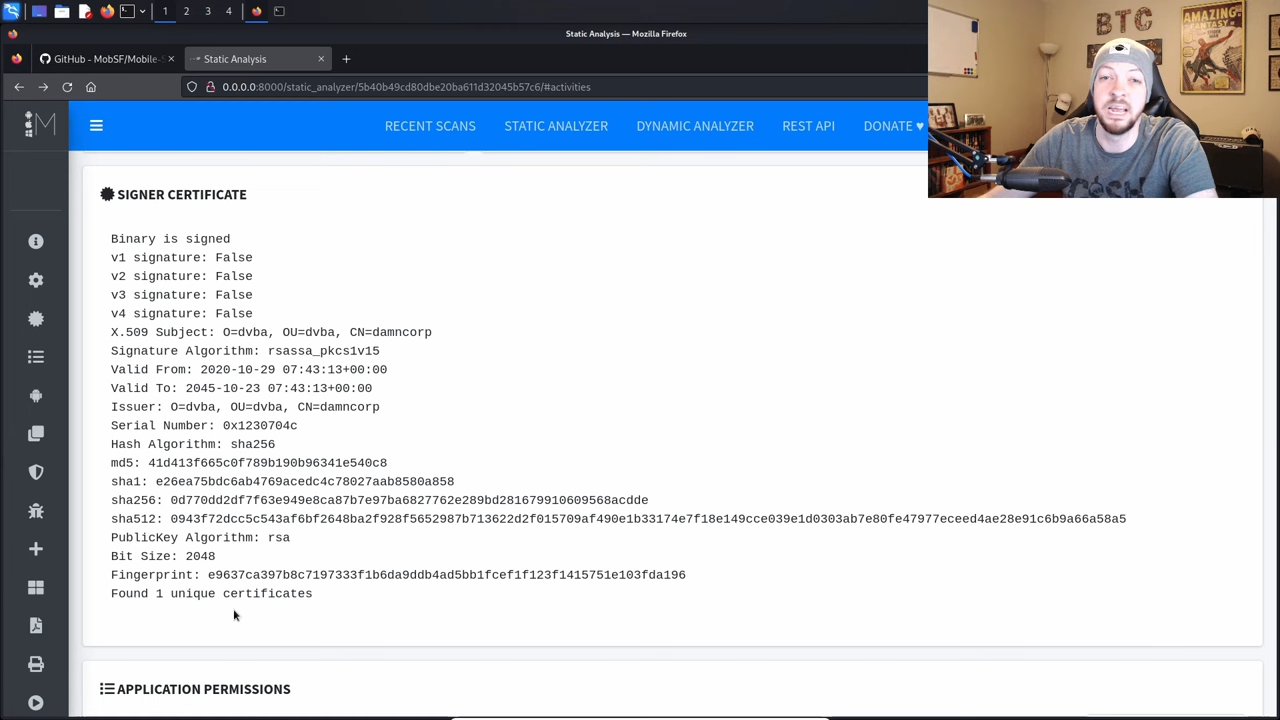 1 2 3 4
Static Analysis — Mozilla Firefox
GitHub - MobSF/Mobile-S
Static Analysis
0.0.0.0:8000/static_analyzer/5b40b49cd80dbe20ba611d32045b57c6/#activities
M
RECENT SCANS STATIC ANALYZER DYNAMIC ANALYZER REST API DONATE ♥
BTC
AMAZING
FANTASY
SIGNER CERTIFICATE
Binary is signed
v1 signature: False
v2 signature: False
v3 signature: False
v4 signature: False
X.509 Subject: O=dvba, OU=dvba, CN=damncorp
Signature Algorithm: rsassa_pkcs1v15
Valid From: 2020-10-29 07:43:13+00:00
Valid To: 2045-10-23 07:43:13+00:00
Issuer: O=dvba, OU=dvba, CN=damncorp
Serial Number: 0x1230704c
Hash Algorithm: sha256
md5: 41d413f665c0f789b190b96341e540c8
sha1: e26ea75bdc6ab4769acedc4c78027aab8580a858
sha256: 0d770dd2df7f63e949e8ca87b7e97ba6827762e289bd281679910609568acdde
sha512: 0943f72dcc5c543af6bf2648ba2f928f5652987b713622d2f015709af490e1b33174e7f18e149cce039e1d0303ab7e80fe47977eceed4ae28e91c6b9a66a58a5
PublicKey Algorithm: rsa
Bit Size: 2048
Fingerprint: e9637ca397b8c7197333f1b6da9ddb4ad5bb1fcef1f123f1415751e103fda196
Found 1 unique certificates
APPLICATION PERMISSIONS